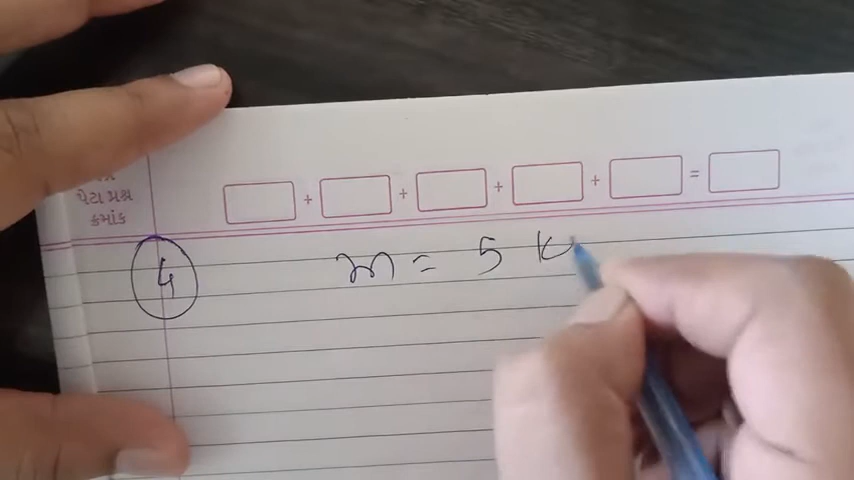 પેટા પ્રશ્ન
ક્રમાંક
+ + + + =
4 m = 5 k